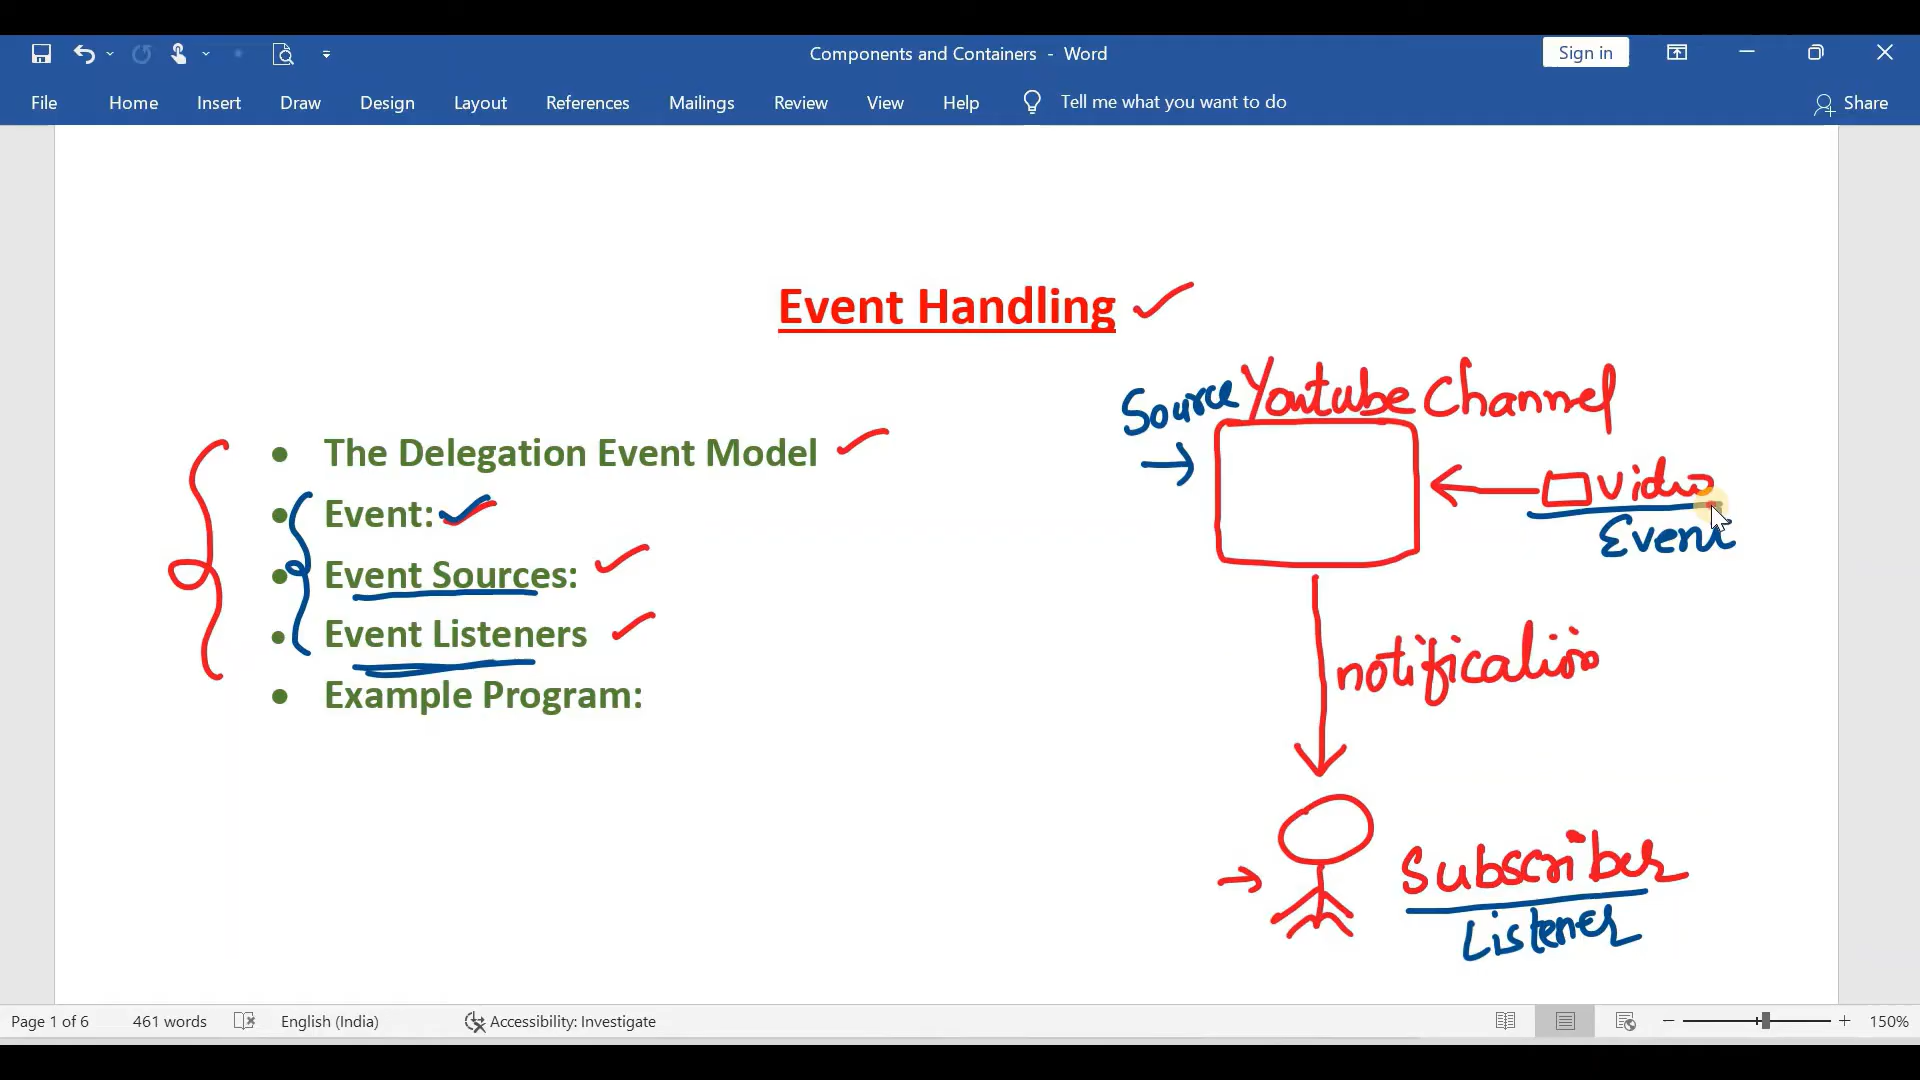 Components and Containers - Word
Sign in
File Home Insert Draw Design Layout References Mailings Review View Help Tell me what you want to do Share
Event Handling
Source Youtube Channel
• The Delegation Event Model
Video
• Event:
Event
• Event Sources:
• Event Listeners
notification
• Example Program:
Subscriber
Listener
Page 1 of 6 461 words English (India) Accessibility: Investigate 150%